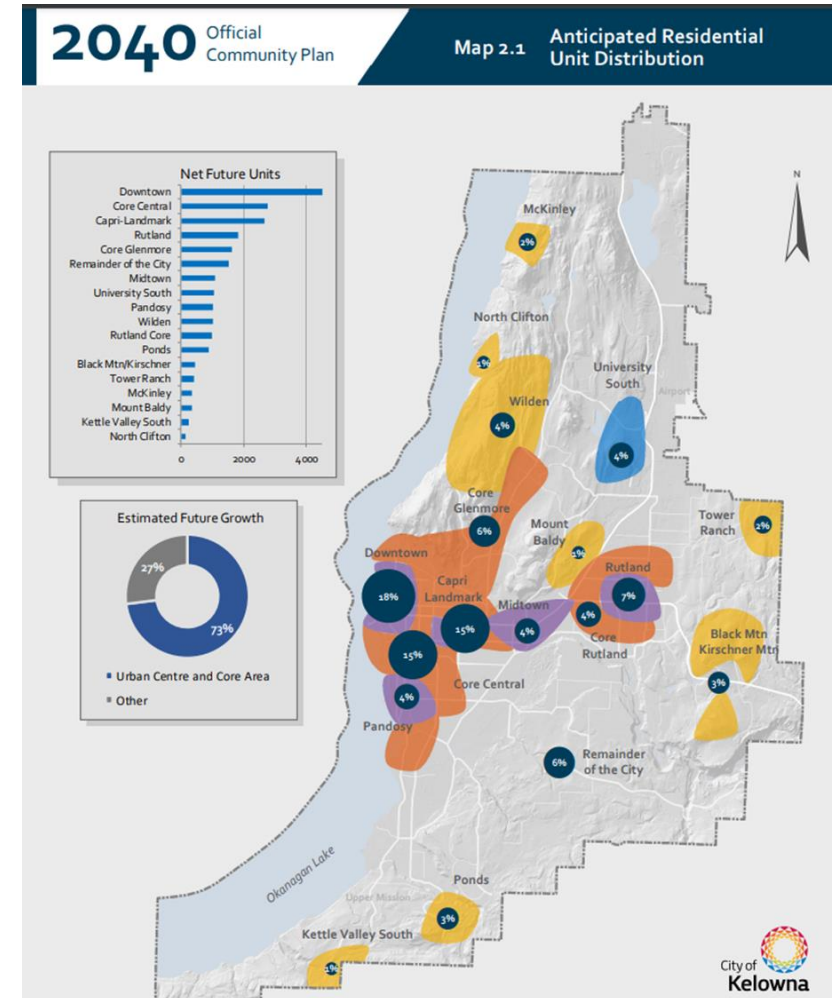 2040 Official
Community Plan
Map 2.1
Anticipated Residential
Unit Distribution
Net Future Units
Downtown
Core Central
Capri-Landmark
Rutland
Core Glenmore
Remainder of the City
Midtown
University South
Pandosy
Wilden
Rutland Core
Ponds
Black Mtn/Kirschner
Tower Ranch
McKinley
Mount Baldy
Kettle Valley South
North Clifton
0 2000 4000
Estimated Future Growth
27%
73%
Urban Centre and Core Area
Other
N
McKinley
2%
North Clifton
1%
Wilden
4%
University
South
Airport
4%
Core
Glenmore
6%
Mount
Baldy
1%
Tower
Ranch
2%
Downtown
18%
Capri
Landmark
15%
Midtown
4%
Rutland
7%
4%
Core
Rutland
Black Mtn
Kirschner Mtn
3%
15%
Core Central
4%
Pandosy
6%
Remainder
of the City
Okanagan Lake
Upper Mission
Ponds
3%
Kettle Valley South
1%
City of
Kelowna